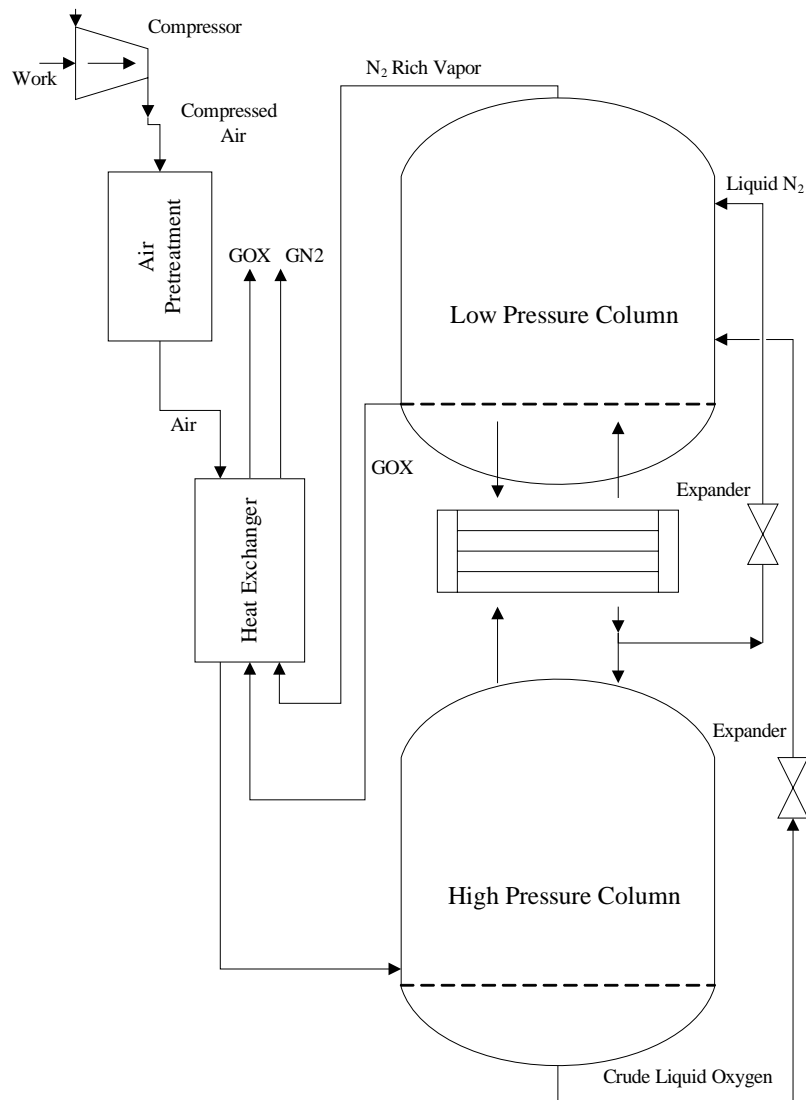 Compressor
Work
N₂ Rich Vapor
Compressed
Air
Liquid N₂
Air
Pretreatment
GOX
GN2
Low Pressure Column
Air
GOX
Expander
Heat Exchanger
Expander
High Pressure Column
Crude Liquid Oxygen